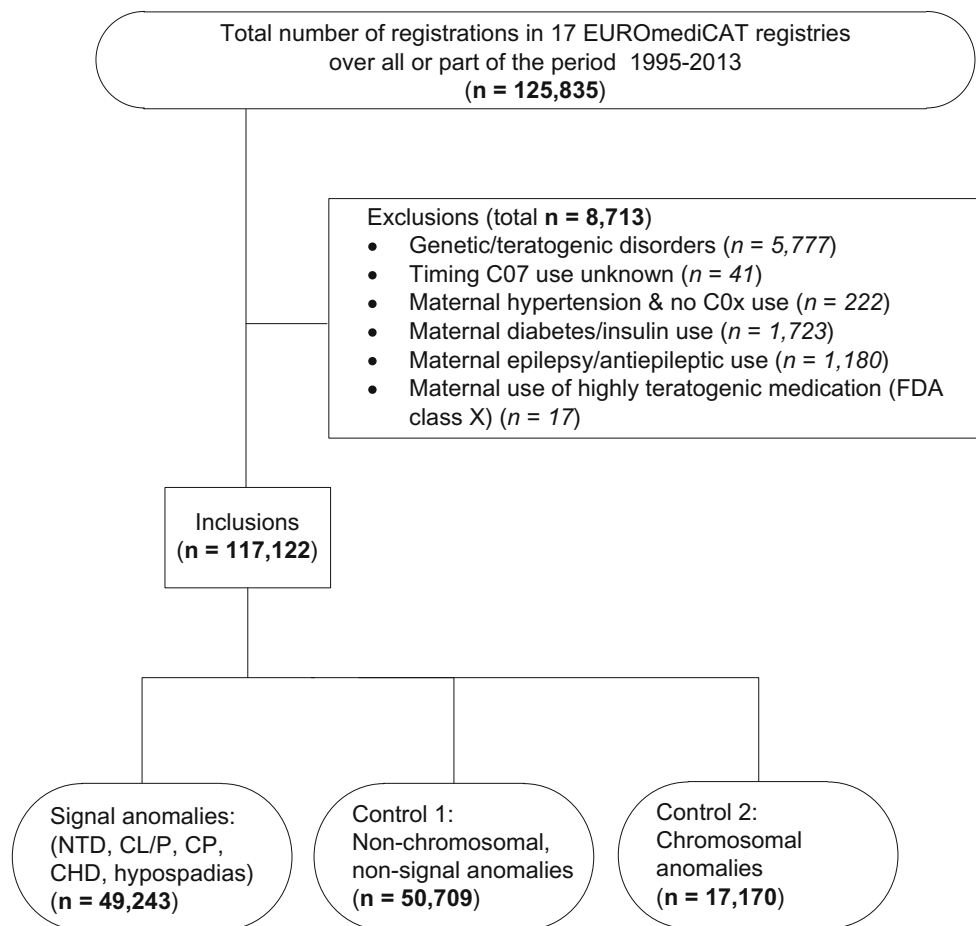 Total number of registrations in 17 EUROmediCAT registries
over all or part of the period 1995-2013
(n = 125,835)
Exclusions (total n = 8,713)
• Genetic/teratogenic disorders (n = 5,777)
• Timing C07 use unknown (n = 41)
• Maternal hypertension & no C0x use (n = 222)
• Maternal diabetes/insulin use (n = 1,723)
• Maternal epilepsy/antiepileptic use (n = 1,180)
• Maternal use of highly teratogenic medication (FDA
class X) (n = 17)
Inclusions
(n = 117,122)
Signal anomalies:
(NTD, CL/P, CP,
CHD, hypospadias)
(n = 49,243)
Control 1:
Non-chromosomal,
non-signal anomalies
(n = 50,709)
Control 2:
Chromosomal
anomalies
(n = 17,170)